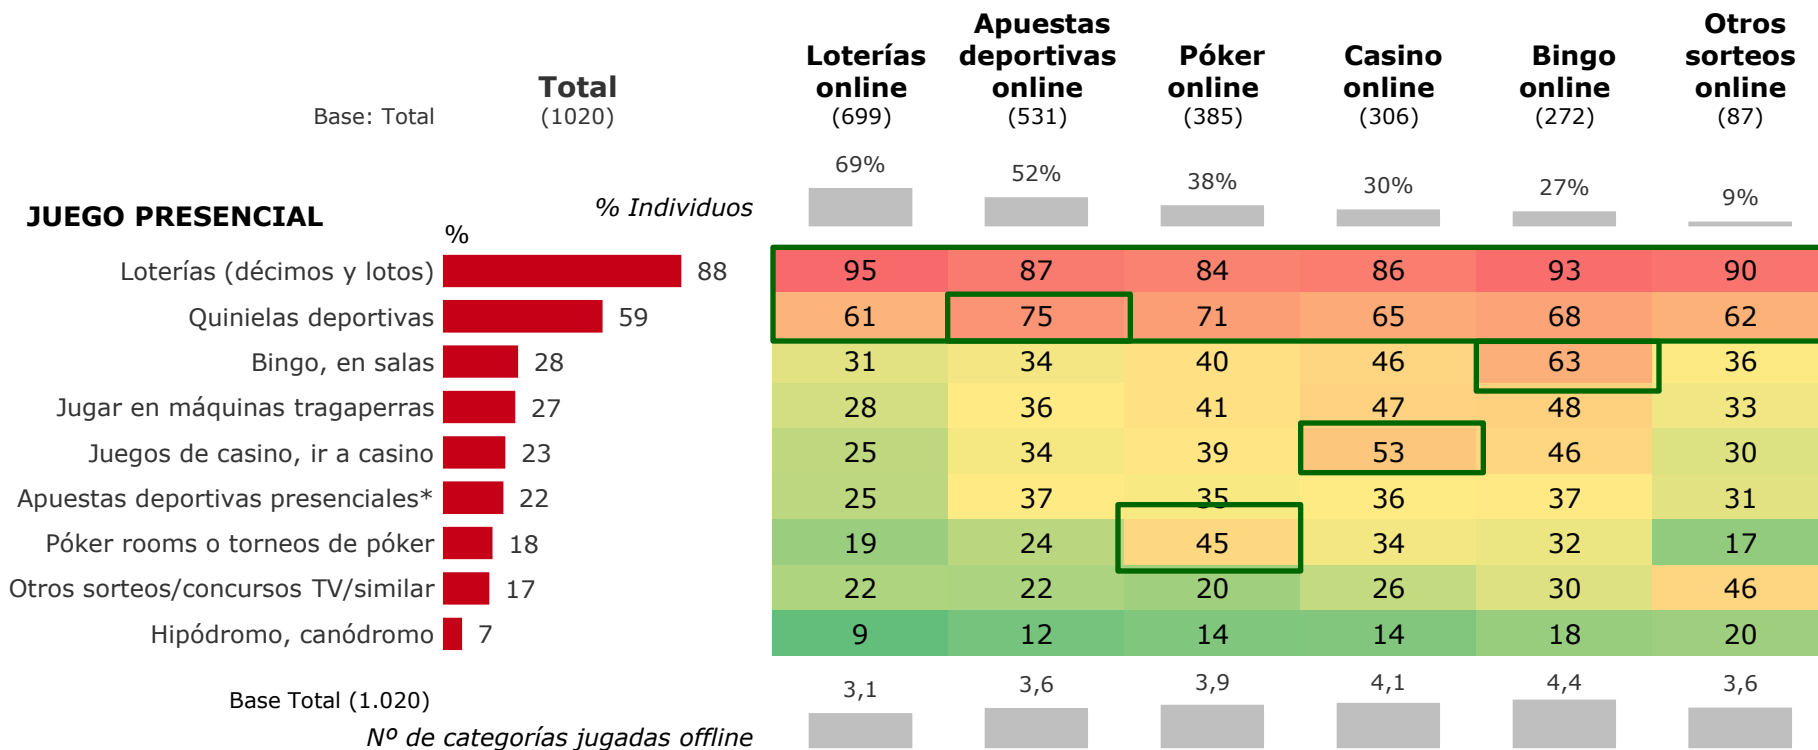 Total
Loterías online
Apuestas deportivas online
Póker online
Casino online
Bingo online
Otros sorteos online
Base: Total (1020) (699) (531) (385) (306) (272) (87)
% Individuos 69% 52% 38% 30% 27% 9%
JUEGO PRESENCIAL
%
Loterías (décimos y lotos) 88 95 87 84 86 93 90
Quinielas deportivas 59 61 75 71 65 68 62
Bingo, en salas 28 31 34 40 46 63 36
Jugar en máquinas tragaperras 27 28 36 41 47 48 33
Juegos de casino, ir a casino 23 25 34 39 53 46 30
Apuestas deportivas presenciales* 22 25 37 35 36 37 31
Póker rooms o torneos de póker 18 19 24 45 34 32 17
Otros sorteos/concursos TV/similar 17 22 22 20 26 30 46
Hipódromo, canódromo 7 9 12 14 14 18 20
Base Total (1.020)
Nº de categorías jugadas offline 3,1 3,6 3,9 4,1 4,4 3,6